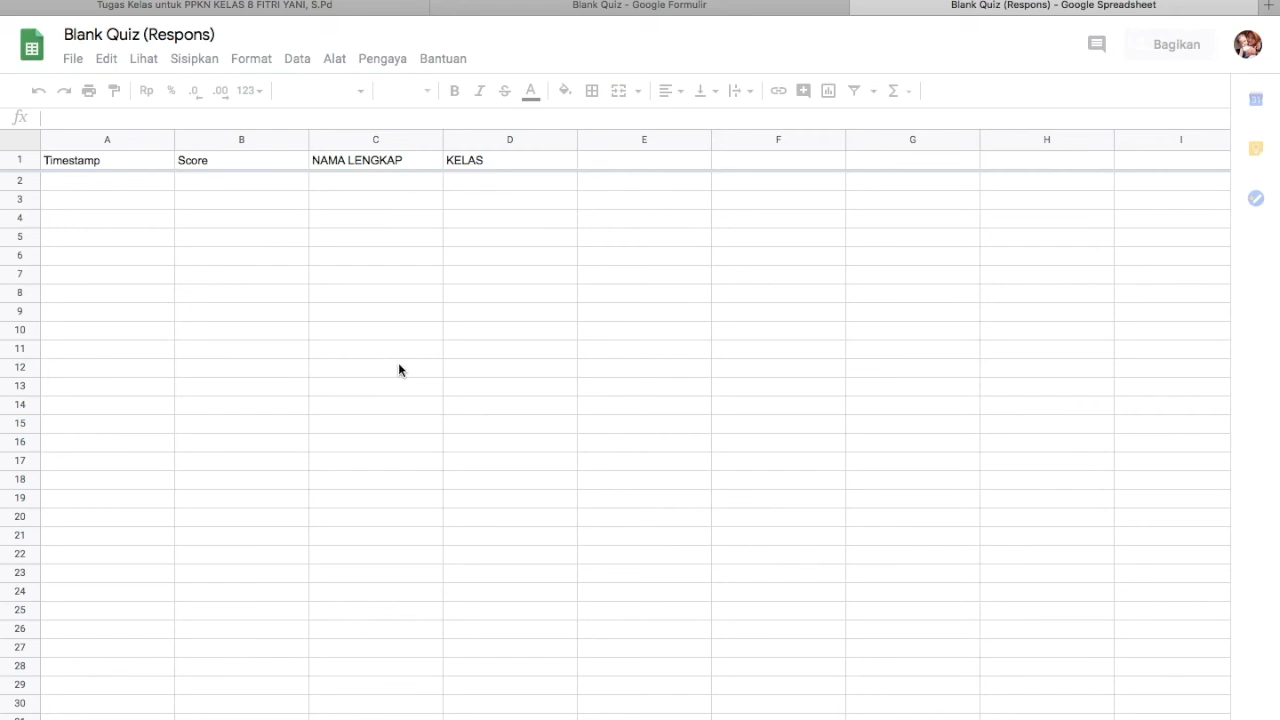 Tugas Kelas untuk PPKN KELAS 8 FITRI YANI, S.Pd
Blank Quiz - Google Formulir
Blank Quiz (Respons) - Google Spreadsheet
Blank Quiz (Respons)
Bagikan
File Edit Lihat Sisipkan Format Data Alat Pengaya Bantuan
Rp % .0 .00 123 B I S A Σ
fx
A B C D E F G H I
1 Timestamp Score NAMA LENGKAP KELAS
2
3
4
5
6
7
8
9
10
11
12
13
14
15
16
17
18
19
20
21
22
23
24
25
26
27
28
29
30